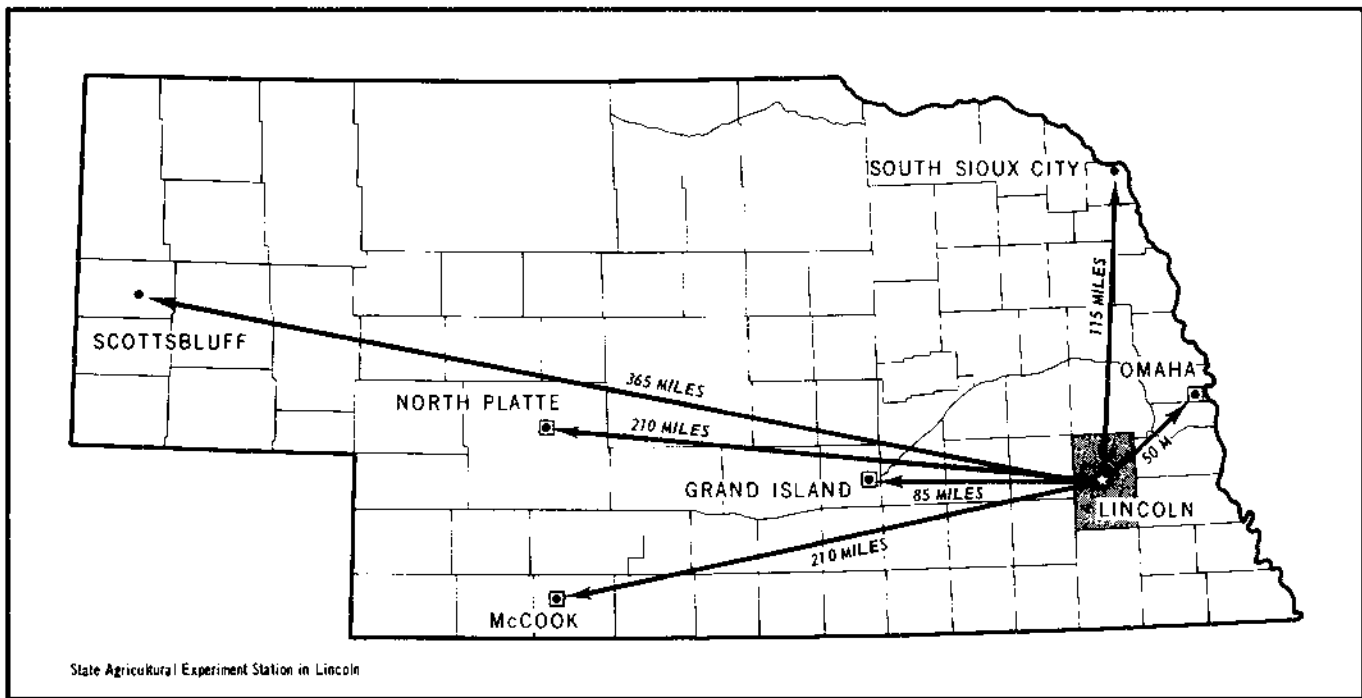 SOUTH SIOUX CITY
115 MILES
SCOTTSBLUFF
OMAHA
365 MILES
NORTH PLATTE
210 MILES
50 M
GRAND ISLAND
85 MILES
LINCOLN
210 MILES
McCOOK
State Agricultural Experiment Station in Lincoln